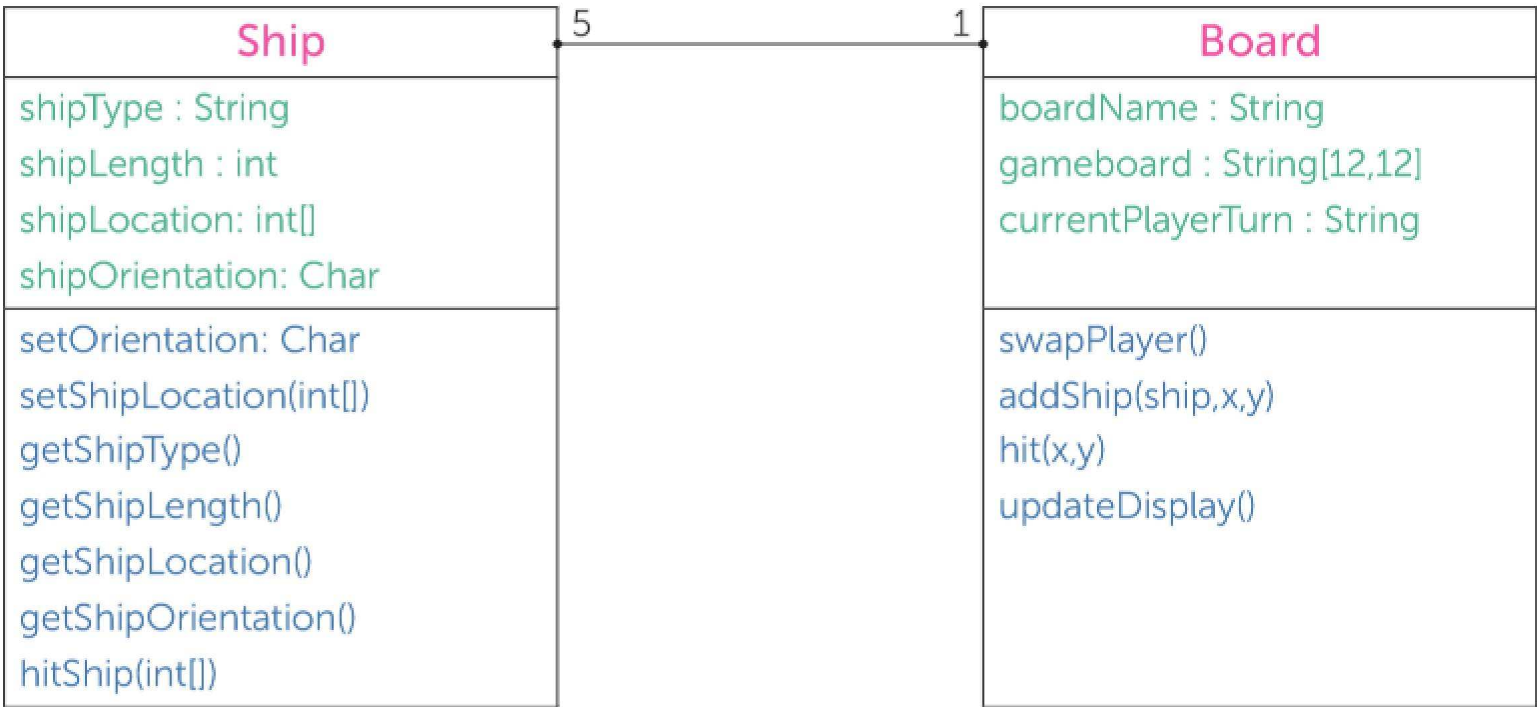 Ship
shipType : String
shipLength : int
shipLocation: int[]
shipOrientation: Char
setOrientation: Char
setShipLocation(int[])
getShipType()
getShipLength()
getShipLocation()
getShipOrientation()
hitShip(int[])
5
1
Board
boardName : String
gameboard : String[12,12]
currentPlayerTurn : String
swapPlayer()
addShip(ship,x,y)
hit(x,y)
updateDisplay()